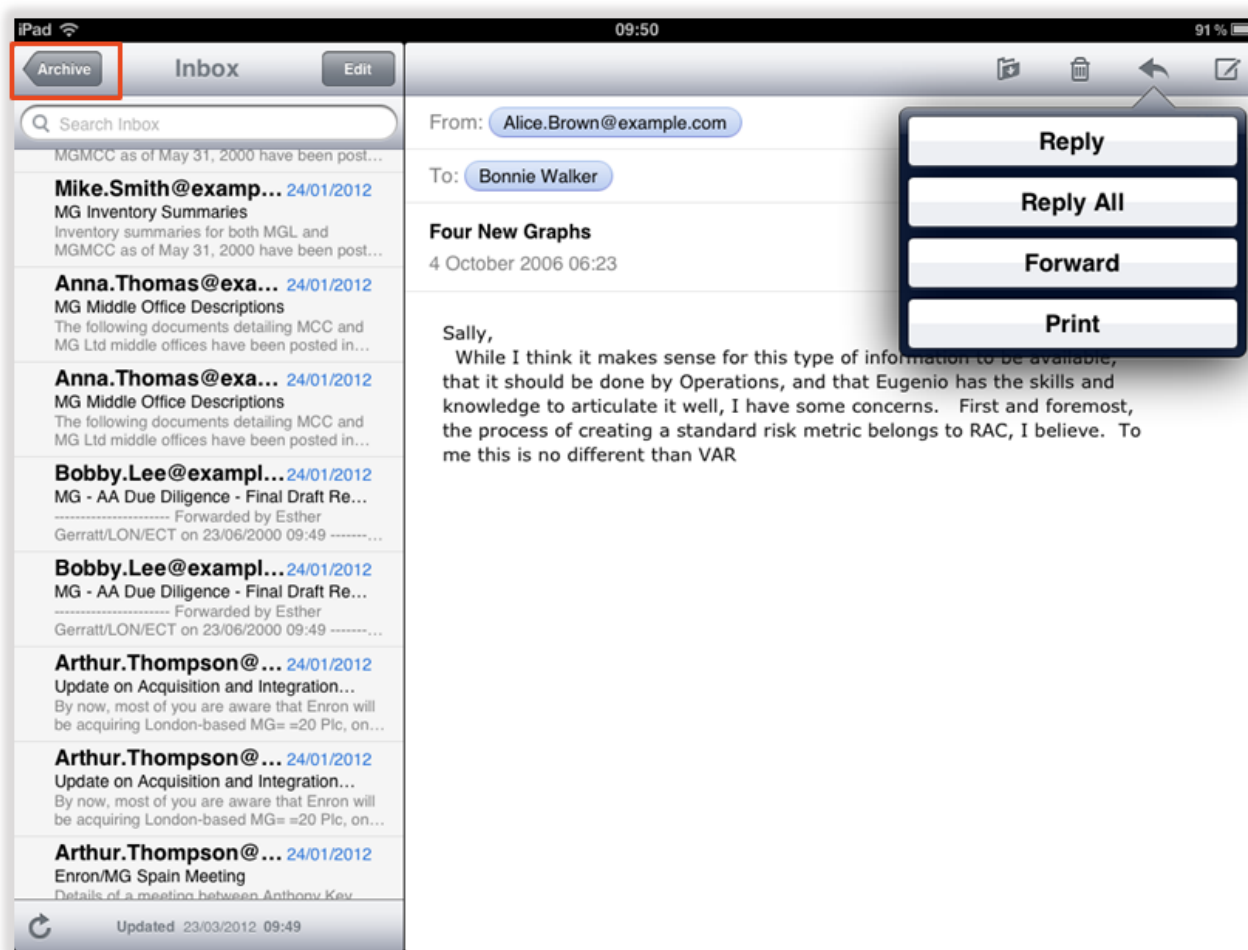 iPad 09:50 91 %
Archive Inbox Edit
Search Inbox
MGMCC as of May 31, 2000 have been post...
Mike.Smith@examp... 24/01/2012
MG Inventory Summaries
Inventory summaries for both MGL and
MGMCC as of May 31, 2000 have been post...
Anna.Thomas@exa... 24/01/2012
MG Middle Office Descriptions
The following documents detailing MCC and
MG Ltd middle offices have been posted in...
Anna.Thomas@exa... 24/01/2012
MG Middle Office Descriptions
The following documents detailing MCC and
MG Ltd middle offices have been posted in...
Bobby.Lee@exampl... 24/01/2012
MG - AA Due Diligence - Final Draft Re...
---------------------- Forwarded by Esther
Gerratt/LON/ECT on 23/06/2000 09:49 -------...
Bobby.Lee@exampl... 24/01/2012
MG - AA Due Diligence - Final Draft Re...
---------------------- Forwarded by Esther
Gerratt/LON/ECT on 23/06/2000 09:49 -------...
Arthur.Thompson@... 24/01/2012
Update on Acquisition and Integration...
By now, most of you are aware that Enron will
be acquiring London-based MG= =20 Plc, on...
Arthur.Thompson@... 24/01/2012
Update on Acquisition and Integration...
By now, most of you are aware that Enron will
be acquiring London-based MG= =20 Plc, on...
Arthur.Thompson@... 24/01/2012
Enron/MG Spain Meeting
Details of a meeting between Anthony Key
Updated 23/03/2012 09:49
From: Alice.Brown@example.com
To: Bonnie Walker
Four New Graphs
4 October 2006 06:23
Sally,
While I think it makes sense for this type of information to be available,
that it should be done by Operations, and that Eugenio has the skills and
knowledge to articulate it well, I have some concerns.   First and foremost,
the process of creating a standard risk metric belongs to RAC, I believe.  To
me this is no different than VAR
Reply
Reply All
Forward
Print